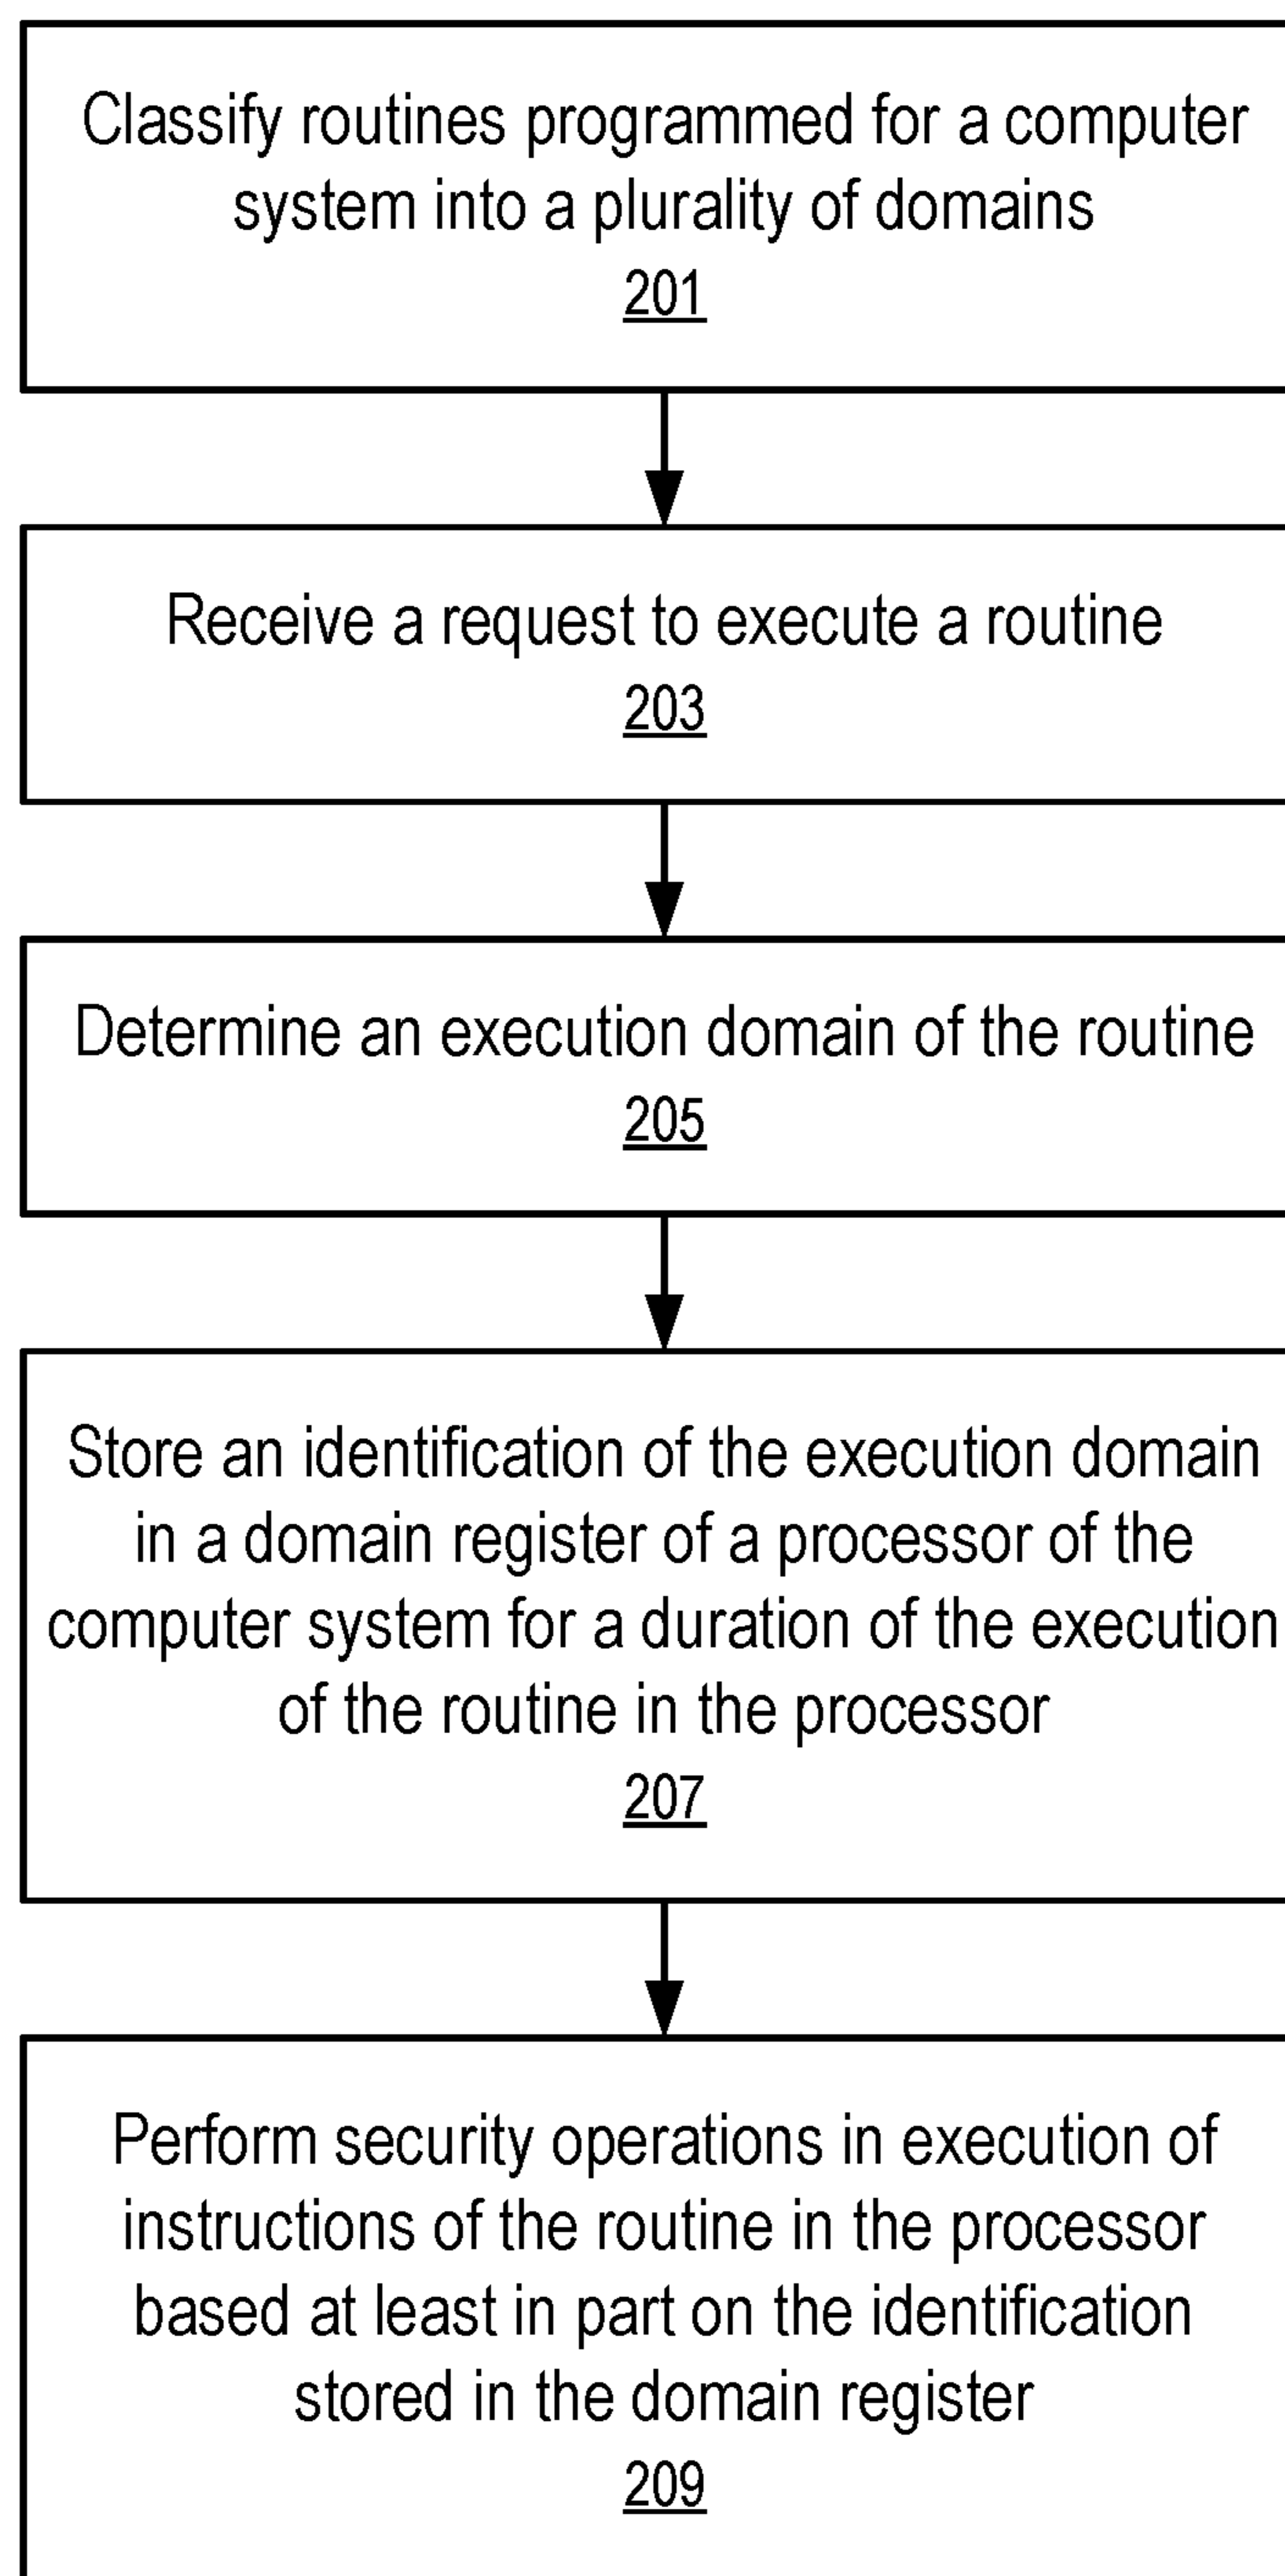 Classify routines programmed for a computer
system into a plurality of domains
201
Receive a request to execute a routine
203
Determine an execution domain of the routine
205
Store an identification of the execution domain
in a domain register of a processor of the
computer system for a duration of the execution
of the routine in the processor
207
Perform security operations in execution of
instructions of the routine in the processor
based at least in part on the identification
stored in the domain register
209